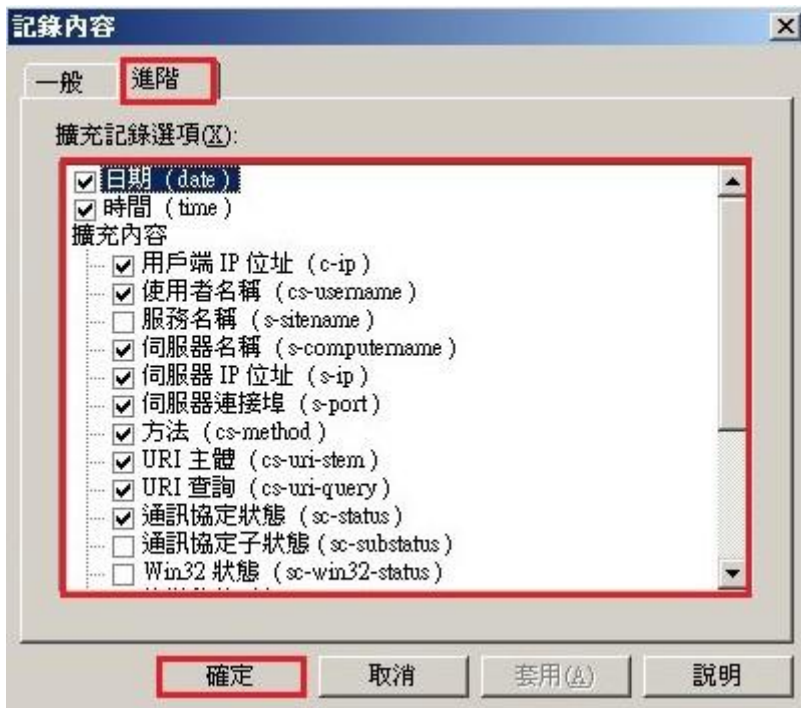 記錄內容
一般
進階
擴充記錄選項(X):
日期 (date)
時間 (time)
擴充內容
用戶端 IP 位址 (c-ip)
使用者名稱 (cs-username)
服務名稱 (s-sitename)
伺服器名稱 (s-computername)
伺服器 IP 位址 (s-ip)
伺服器連接埠 (s-port)
方法 (cs-method)
URI 主體 (cs-uri-stem)
URI 查詢 (cs-uri-query)
通訊協定狀態 (sc-status)
通訊協定子狀態 (sc-substatus)
Win32 狀態 (sc-win32-status)
確定
取消
套用(A)
說明